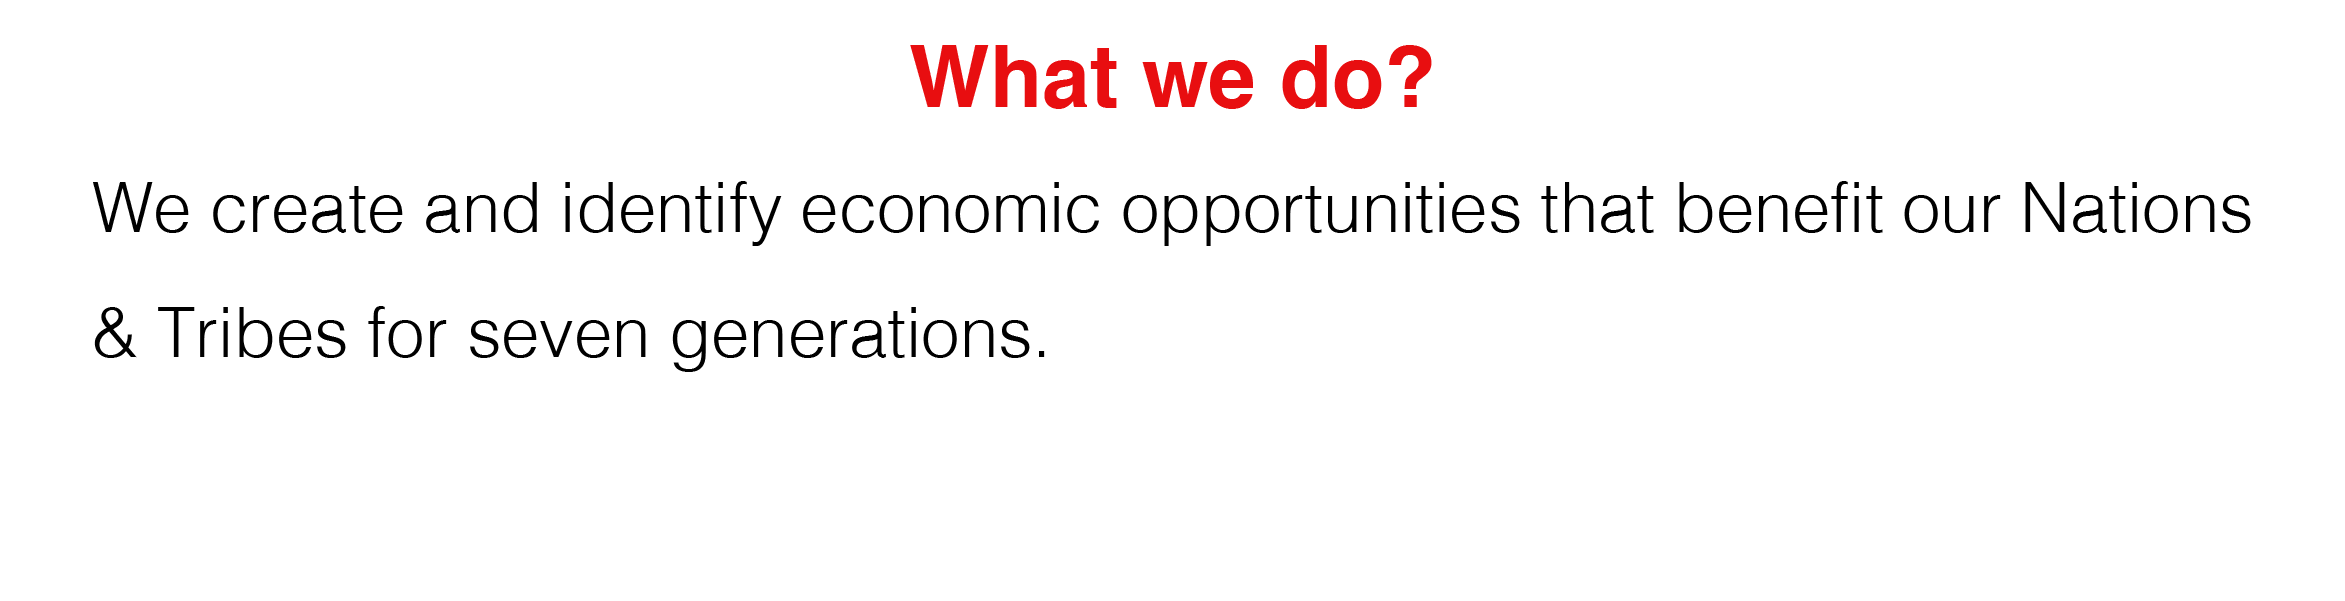 What we do?
We create and identify economic opportunities that benefit our Nations
& Tribes for seven generations.